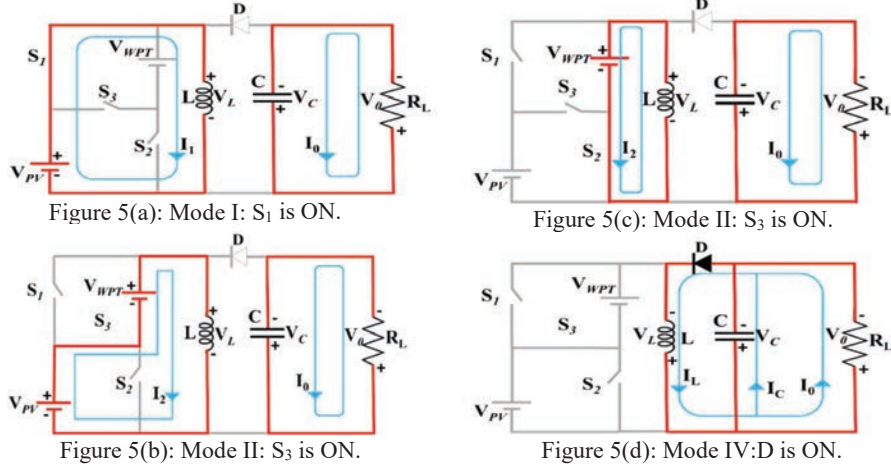 D
S1
VWPT
S3
S2
I1
L
VL
C
VC
I0
V0
RL
VPV
Figure 5(a): Mode I: S1 is ON.
D
S1
VWPT
S3
S2
I2
L
VL
C
VC
I0
V0
RL
VPV
Figure 5(c): Mode II: S3 is ON.
D
S1
VWPT
S3
S2
I2
L
VL
C
VC
I0
V0
RL
VPV
Figure 5(b): Mode II: S3 is ON.
D
S1
VWPT
S3
S2
VL
L
IL
C
VC
IC
I0
V0
RL
VPV
Figure 5(d): Mode IV:D is ON.